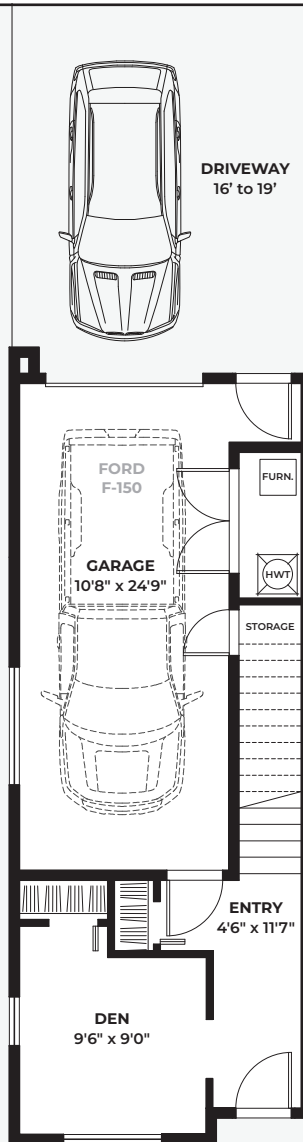 DRIVEWAY
16’ to 19’
FORD
F-150
FURN.
GARAGE
10'8" x 24'9"
HWT
STORAGE
ENTRY
4'6" x 11'7"
DEN
9'6" x 9'0"